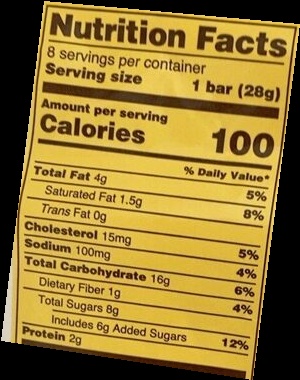 Nutrition Facts
8 servings per container
Serving size 1 bar (28g)
Amount per serving
Calories 100
% Daily Value*
Total Fat 4g 5%
Saturated Fat 1.5g 8%
Trans Fat 0g
Cholesterol 15mg 5%
Sodium 100mg 4%
Total Carbohydrate 16g 6%
Dietary Fiber 1g 4%
Total Sugars 8g
Includes 6g Added Sugars 12%
Protein 2g